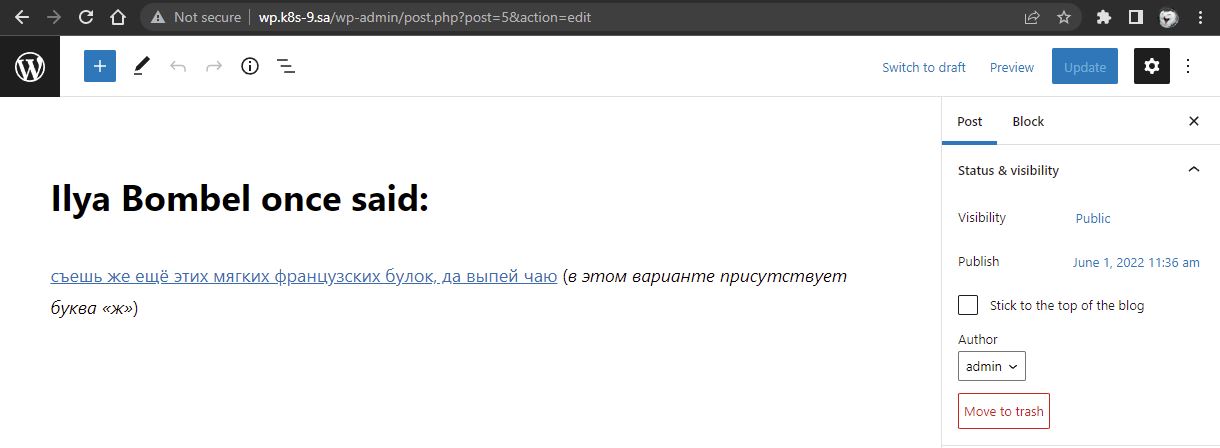 Not secure wp.k8s-9.sa/wp-admin/post.php?post=5&action=edit
Switch to draft Preview Update
Post Block
Status & visibility
Ilya Bombel once said:
Visibility Public
съешь же ещё этих мягких французских булок, да выпей чаю (в этом варианте присутствует
буква «ж»)
Publish June 1, 2022 11:36 am
Stick to the top of the blog
Author
admin
Move to trash